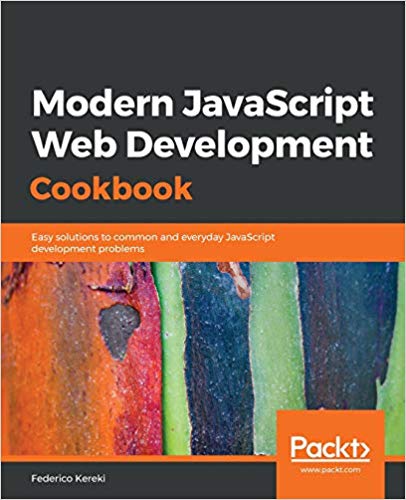 Modern JavaScript
Web Development
Cookbook
Easy solutions to common and everyday JavaScript
development problems
Packt>
www.packt.com
Federico Kereki